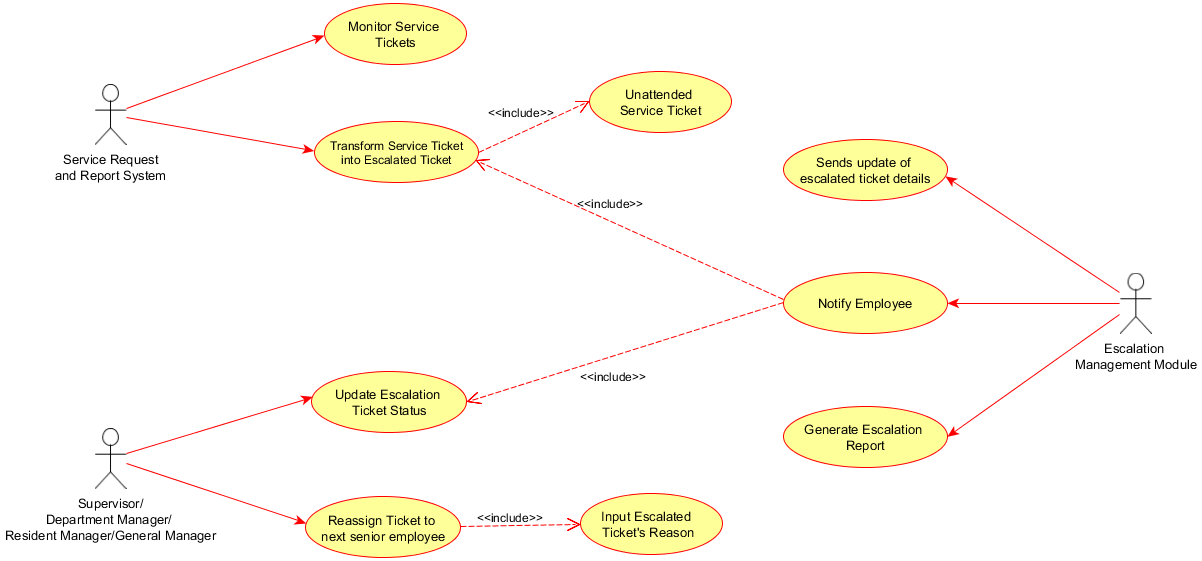 Monitor Service
Tickets
Unattended
Service Ticket
<<include>>
Transform Service Ticket
into Escalated Ticket
Service Request
and Report System
Sends update of
escalated ticket details
<<include>>
Notify Employee
Escalation
Management Module
<<include>>
Update Escalation
Ticket Status
Generate Escalation
Report
Supervisor/
Department Manager/
Resident Manager/General Manager
Reassign Ticket to
next senior employee
<<include>>
Input Escalated
Ticket's Reason